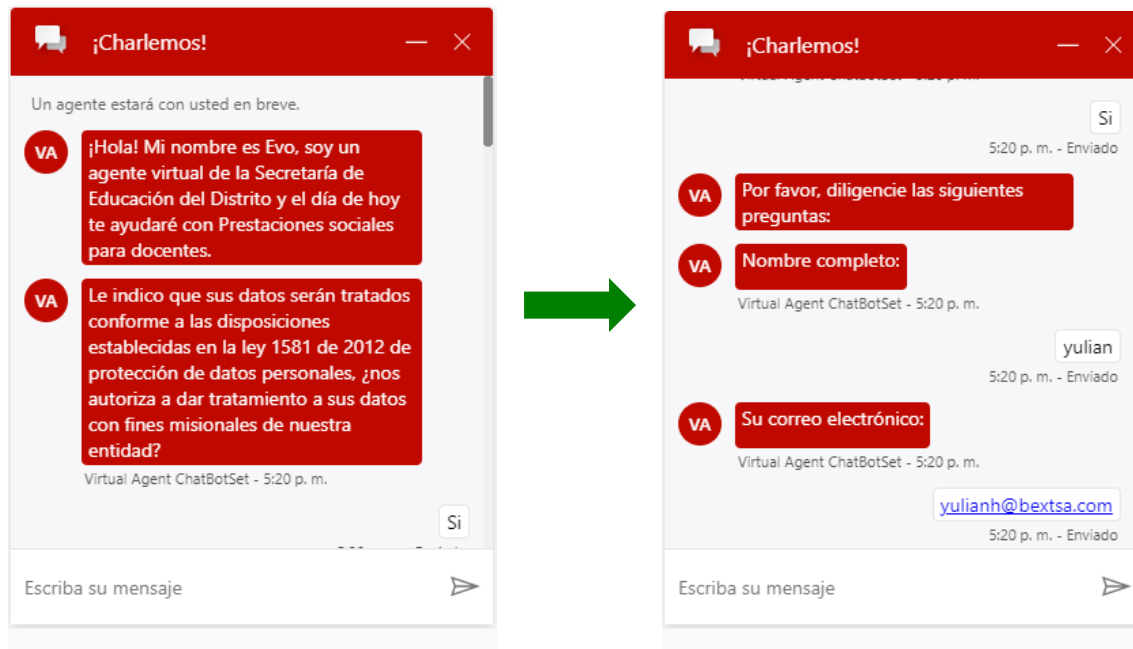 ¡Charlemos!
Un agente estará con usted en breve.
VA
¡Hola! Mi nombre es Evo, soy un
agente virtual de la Secretaría de
Educación del Distrito y el día de hoy
te ayudaré con Prestaciones sociales
para docentes.
VA
Le indico que sus datos serán tratados
conforme a las disposiciones
establecidas en la ley 1581 de 2012 de
protección de datos personales, ¿nos
autoriza a dar tratamiento a sus datos
con fines misionales de nuestra
entidad?
Virtual Agent ChatBotSet - 5:20 p. m.
Si
Escriba su mensaje
¡Charlemos!
Si
5:20 p. m. - Enviado
VA
Por favor, diligencie las siguientes
preguntas:
VA
Nombre completo:
Virtual Agent ChatBotSet - 5:20 p. m.
yulian
5:20 p. m. - Enviado
VA
Su correo electrónico:
Virtual Agent ChatBotSet - 5:20 p. m.
yulianh@bextsa.com
5:20 p. m. - Enviado
Escriba su mensaje